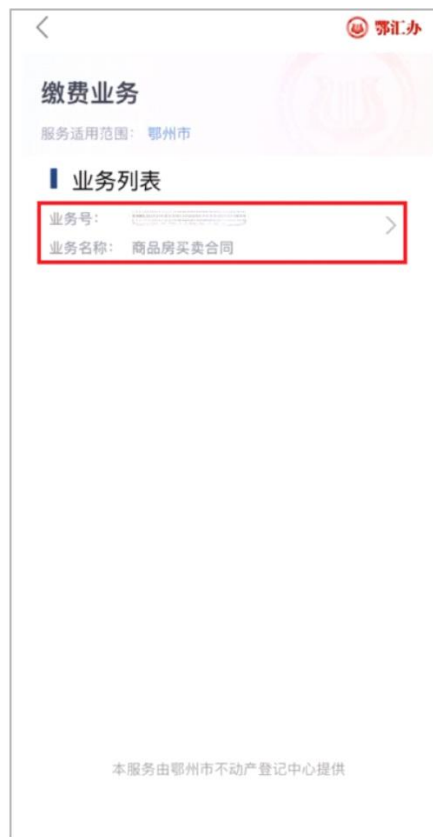 鄂汇办
缴费业务
服务适用范围： 鄂州市
业务列表
业务号：
业务名称： 商品房买卖合同
本服务由鄂州市不动产登记中心提供